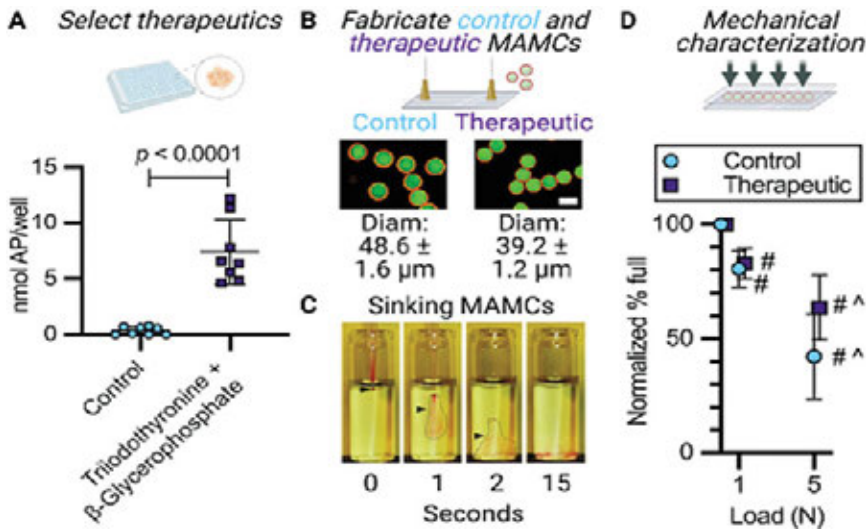 A
Select therapeutics
15
10
5
0
nmol AP/well
p < 0.0001
Control
Triiodothyronine +
β-Glycerophosphate
B
Fabricate control and
therapeutic MAMCs
Control
Therapeutic
Diam:
48.6 ±
1.6 µm
Diam:
39.2 ±
1.2 µm
C
Sinking MAMCs
0
1
2
15
Seconds
D
Mechanical
characterization
Control
Therapeutic
100
50
0
Normalized % full
#
#
# ^
# ^
1
5
Load (N)